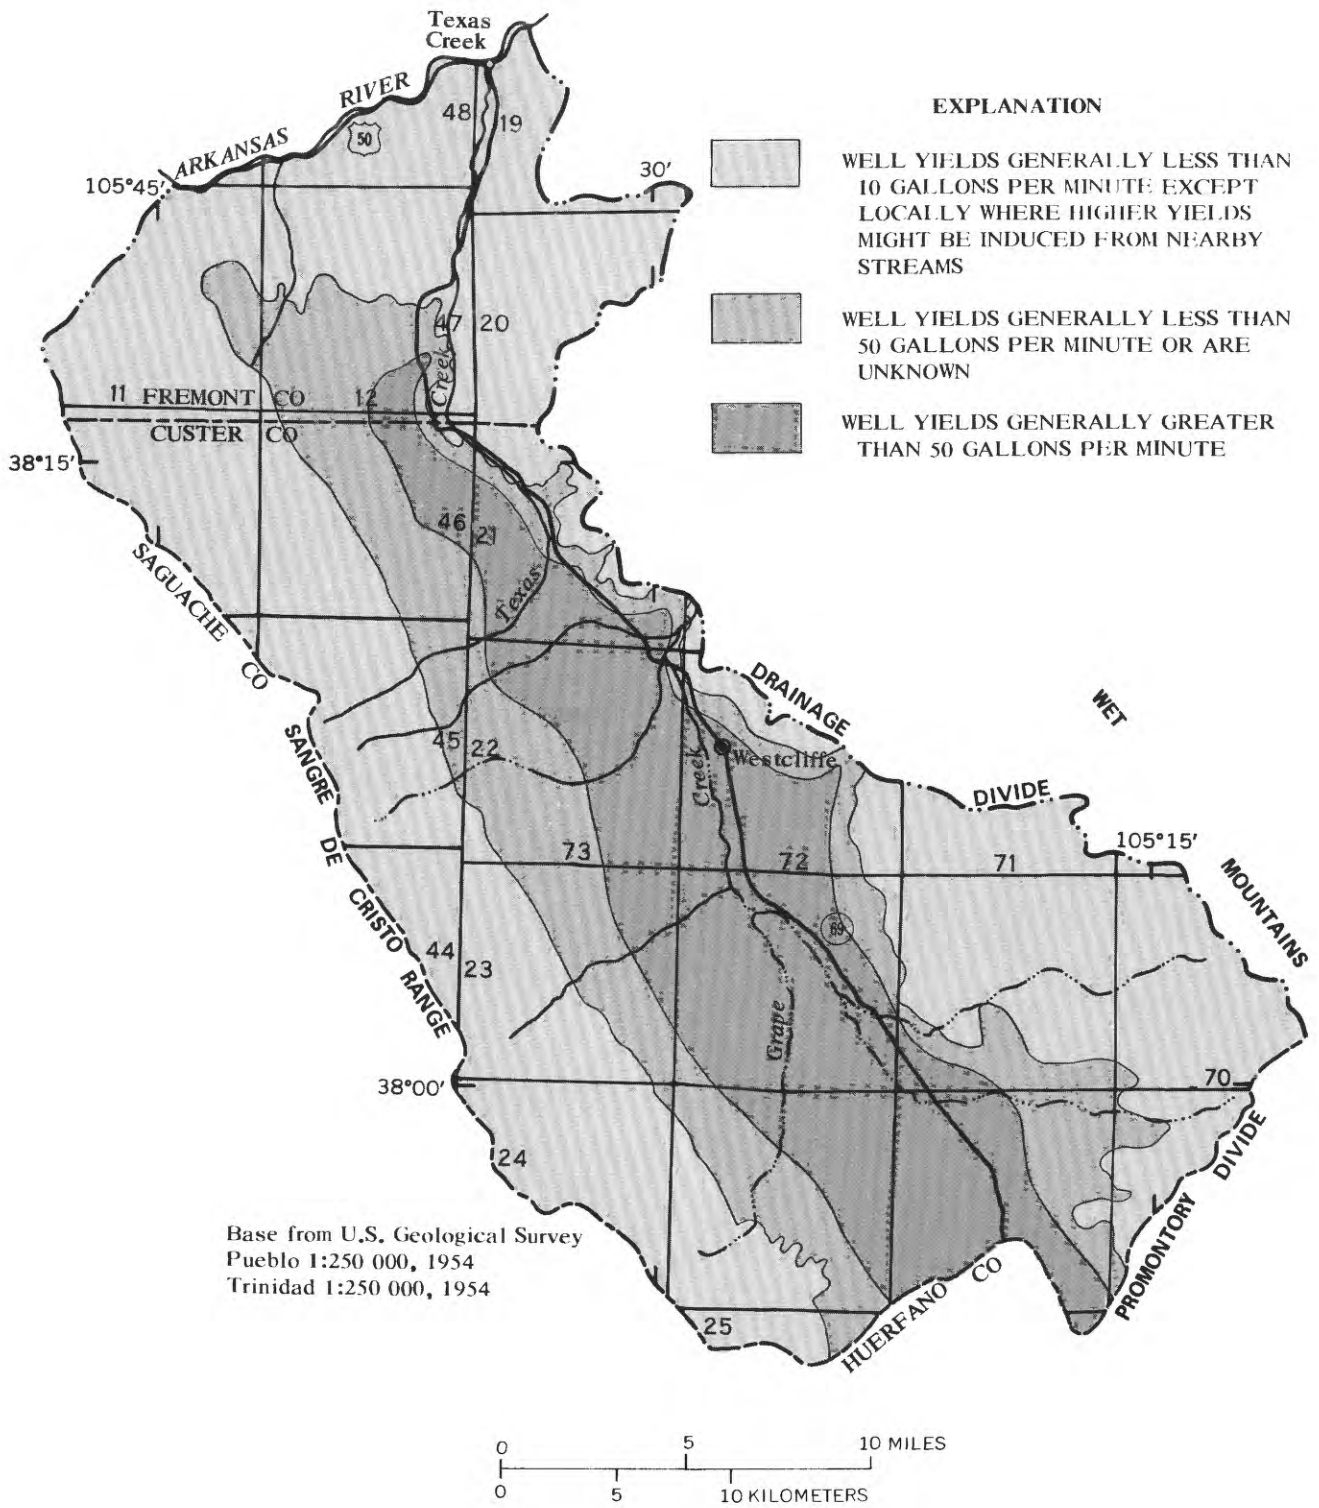 Texas
Creek
ARKANSAS RIVER
50
48
19
105°45'
30'
EXPLANATION
WELL YIELDS GENERALLY LESS THAN
10 GALLONS PER MINUTE EXCEPT
LOCALLY WHERE HIGHER YIELDS
MIGHT BE INDUCED FROM NEARBY
STREAMS
WELL YIELDS GENERALLY LESS THAN
50 GALLONS PER MINUTE OR ARE
UNKNOWN
WELL YIELDS GENERALLY GREATER
THAN 50 GALLONS PER MINUTE
47
20
Creek
11
FREMONT CO
12
CUSTER CO
38°15'
46
21
Texas
SAGUACHE CO
DRAINAGE
WET
45
22
Creek
Westcliffe
DIVIDE
SANGRE DE CRISTO RANGE
73
72
71
105°15'
MOUNTAINS
69
44
23
Grape
38°00'
70
24
PROMONTORY DIVIDE
Base from U.S. Geological Survey
Pueblo 1:250 000, 1954
Trinidad 1:250 000, 1954
25
HUERFANO CO
0 5 10 MILES
0 5 10 KILOMETERS